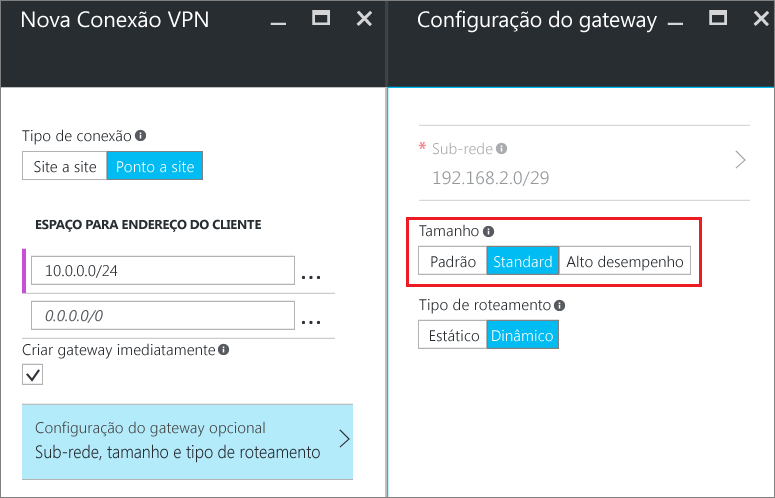 Nova Conexão VPN
Tipo de conexão
Site a site
Ponto a site
ESPAÇO PARA ENDEREÇO DO CLIENTE
10.0.0.0/24
...
0.0.0.0/0
...
Criar gateway imediatamente
Configuração do gateway opcional
Sub-rede, tamanho e tipo de roteamento
Configuração do gateway
* Sub-rede
192.168.2.0/29
Tamanho
Padrão
Standard
Alto desempenho
Tipo de roteamento
Estático
Dinâmico